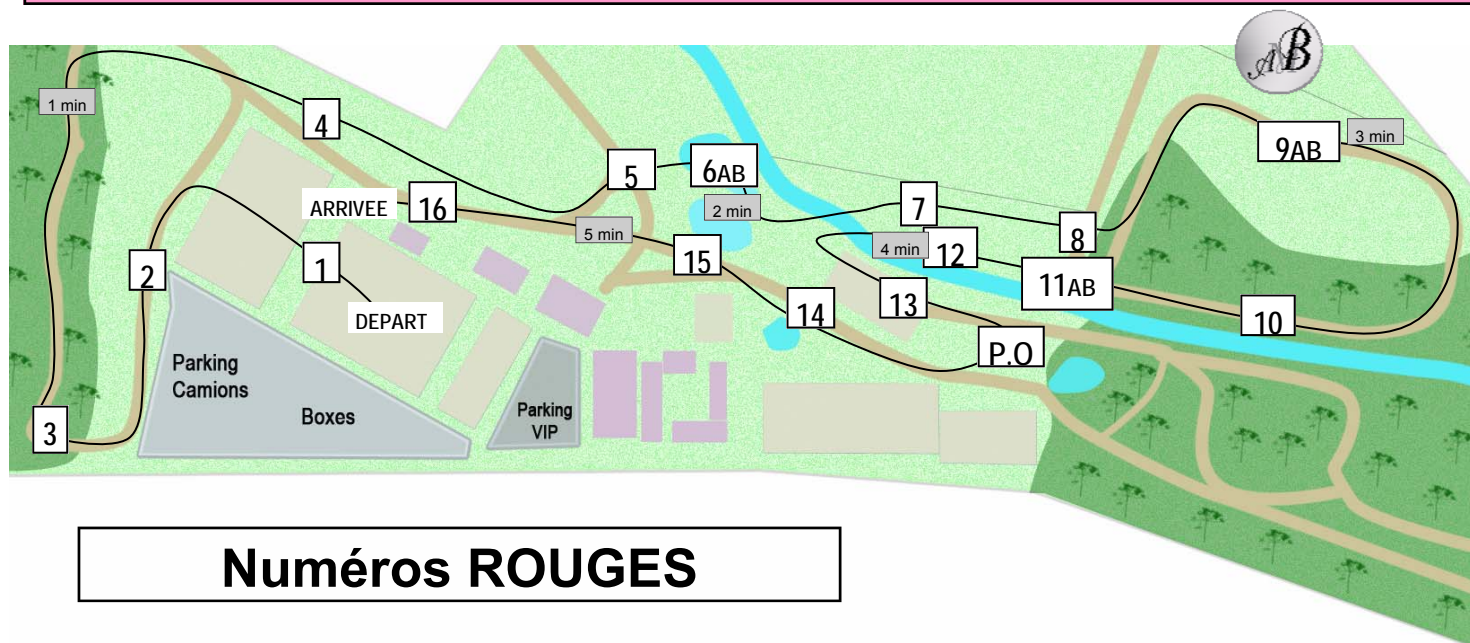 A&B
1 min
4
5
6AB
9AB
3 min
ARRIVEE
16
2 min
7
8
5 min
4 min
12
2
1
15
11AB
13
10
DEPART
14
P.O
Parking
Camions
Boxes
Parking
VIP
3
Numéros ROUGES